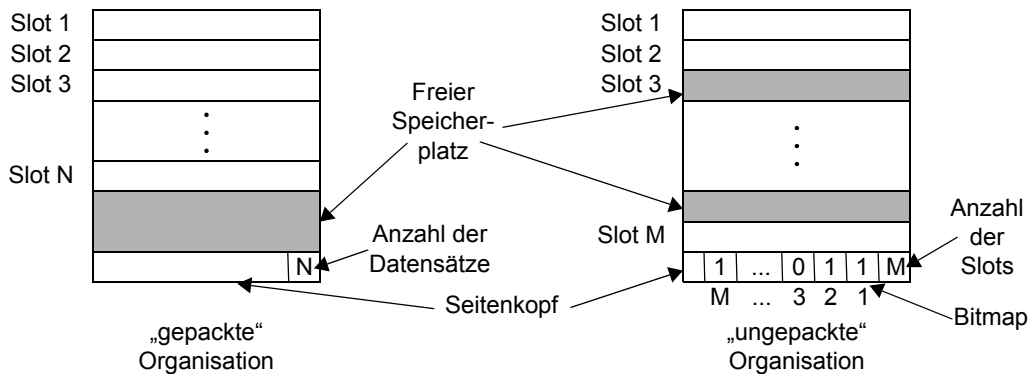 Slot 1
Slot 2
Slot 3
Slot N
N
„gepackte“
Organisation
Freier
Speicher-
platz
Anzahl der
Datensätze
Seitenkopf
Slot 1
Slot 2
Slot 3
Slot M
1 ... 0 1 1 M
M ... 3 2 1
„ungepackte“
Organisation
Anzahl
der
Slots
Bitmap